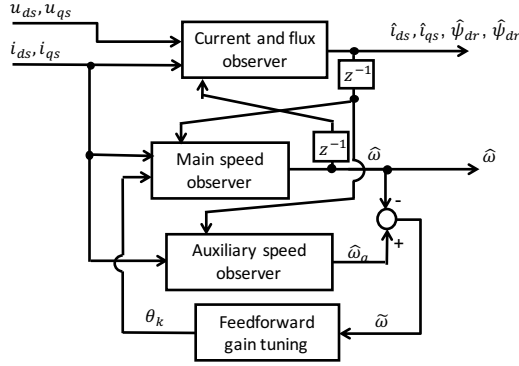 u_ds, u_qs
i_ds, i_qs
Current and flux
observer
î_ds, î_qs, ψ̂_dr, ψ̂_dr
z⁻¹
z⁻¹
Main speed
observer
ω̂
ω̂
-
+
Auxiliary speed
observer
ω̂_a
θ_k
Feedforward
gain tuning
ω̃